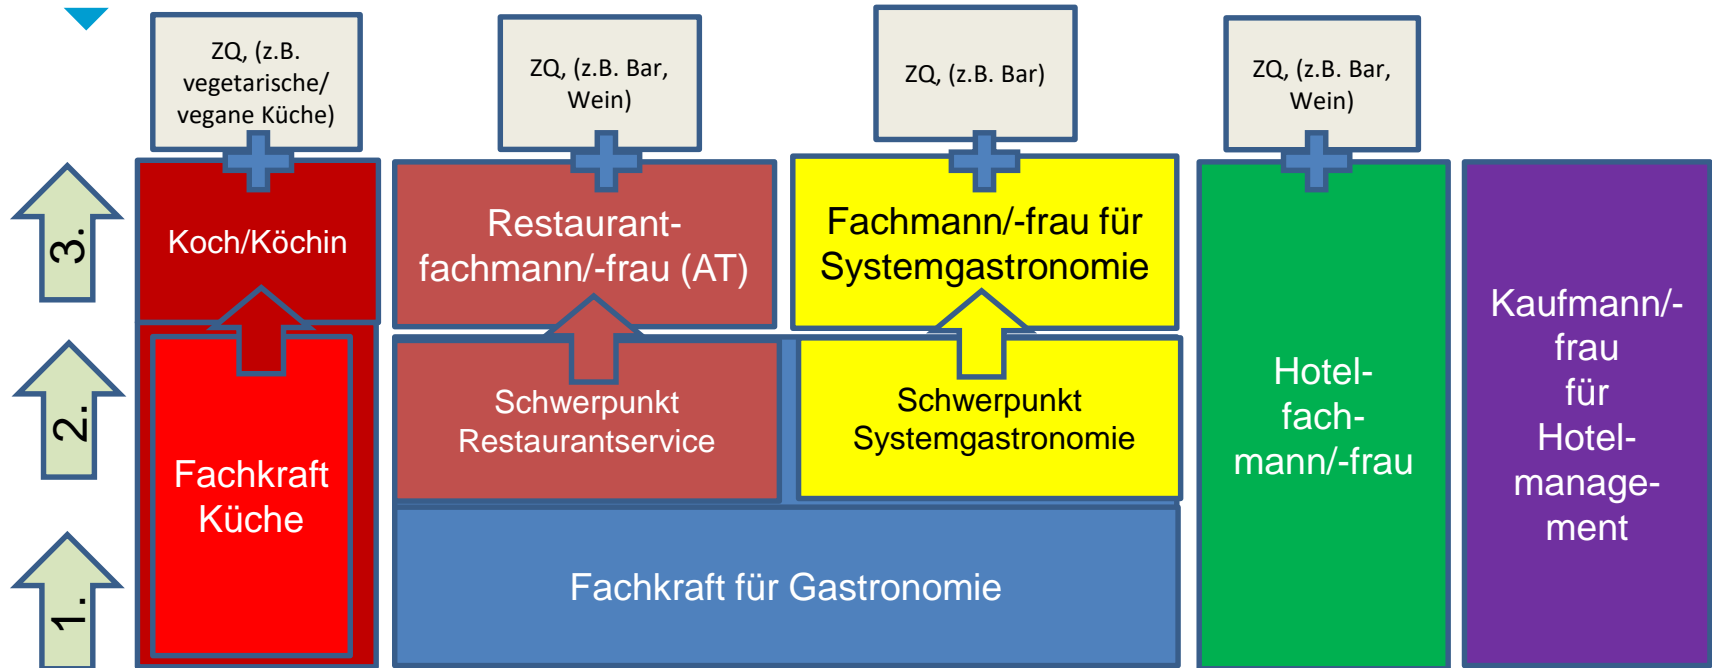 ZQ, (z.B.
vegetarische/
vegane Küche)
ZQ, (z.B. Bar,
Wein)
ZQ, (z.B. Bar)
ZQ, (z.B. Bar,
Wein)
3.
Koch/Köchin
Restaurant-
fachmann/-frau (AT)
Fachmann/-frau für
Systemgastronomie
2.
Schwerpunkt
Restaurantservice
Schwerpunkt
Systemgastronomie
Hotel-
fach-
mann/-frau
Kaufmann/-
frau
für
Hotel-
manage-
ment
Fachkraft
Küche
1.
Fachkraft für Gastronomie